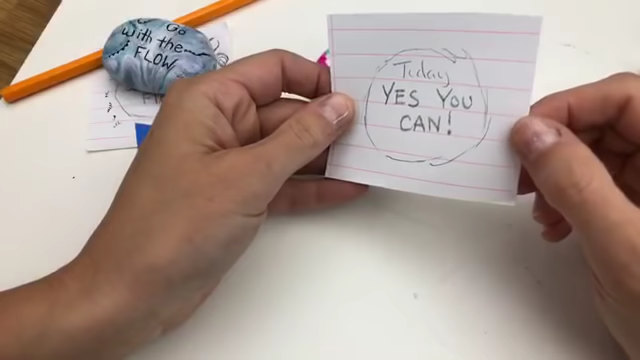 Go
with the
FLOW
Today
YES YOU
CAN!